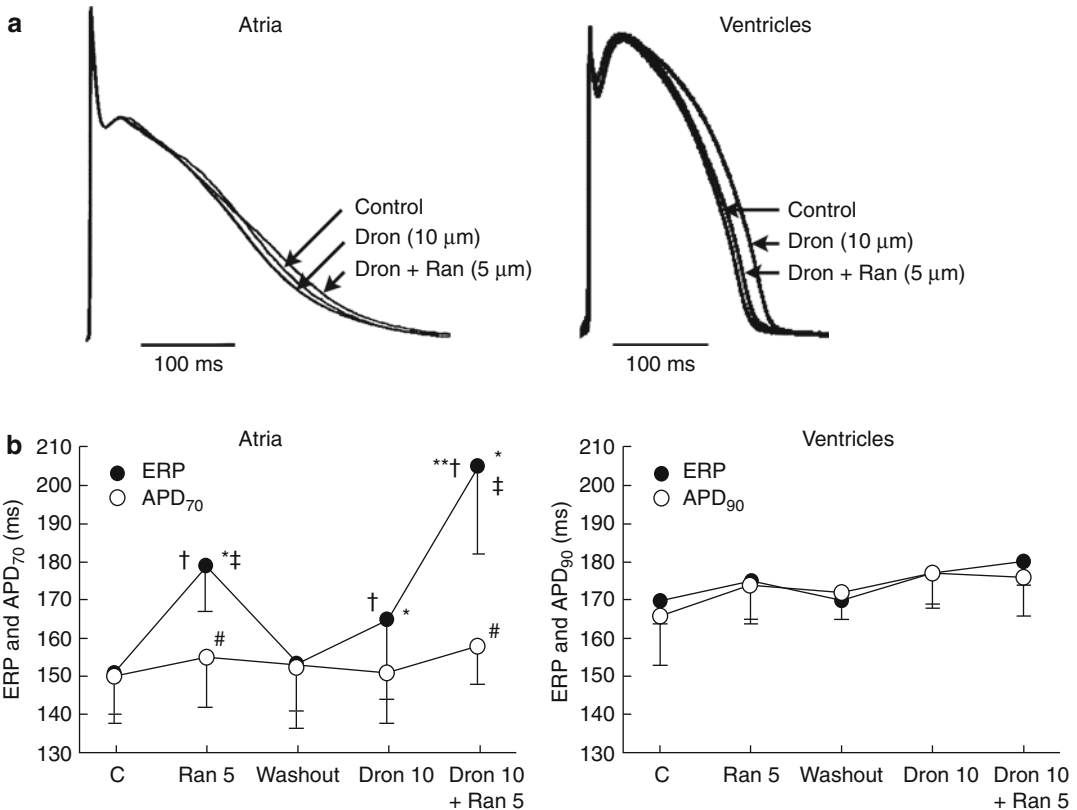 a
Atria
Control
Dron (10 µm)
Dron + Ran (5 µm)
100 ms
Ventricles
Control
Dron (10 µm)
Dron + Ran (5 µm)
100 ms
b
Atria
ERP and APD70 (ms)
210
200
190
180
170
160
150
140
130
ERP
APD70
† *‡
#
† *
**† *
‡
#
C Ran 5 Washout Dron 10 Dron 10
+ Ran 5
Ventricles
ERP and APD90 (ms)
210
200
190
180
170
160
150
140
130
ERP
APD90
C Ran 5 Washout Dron 10 Dron 10
+ Ran 5